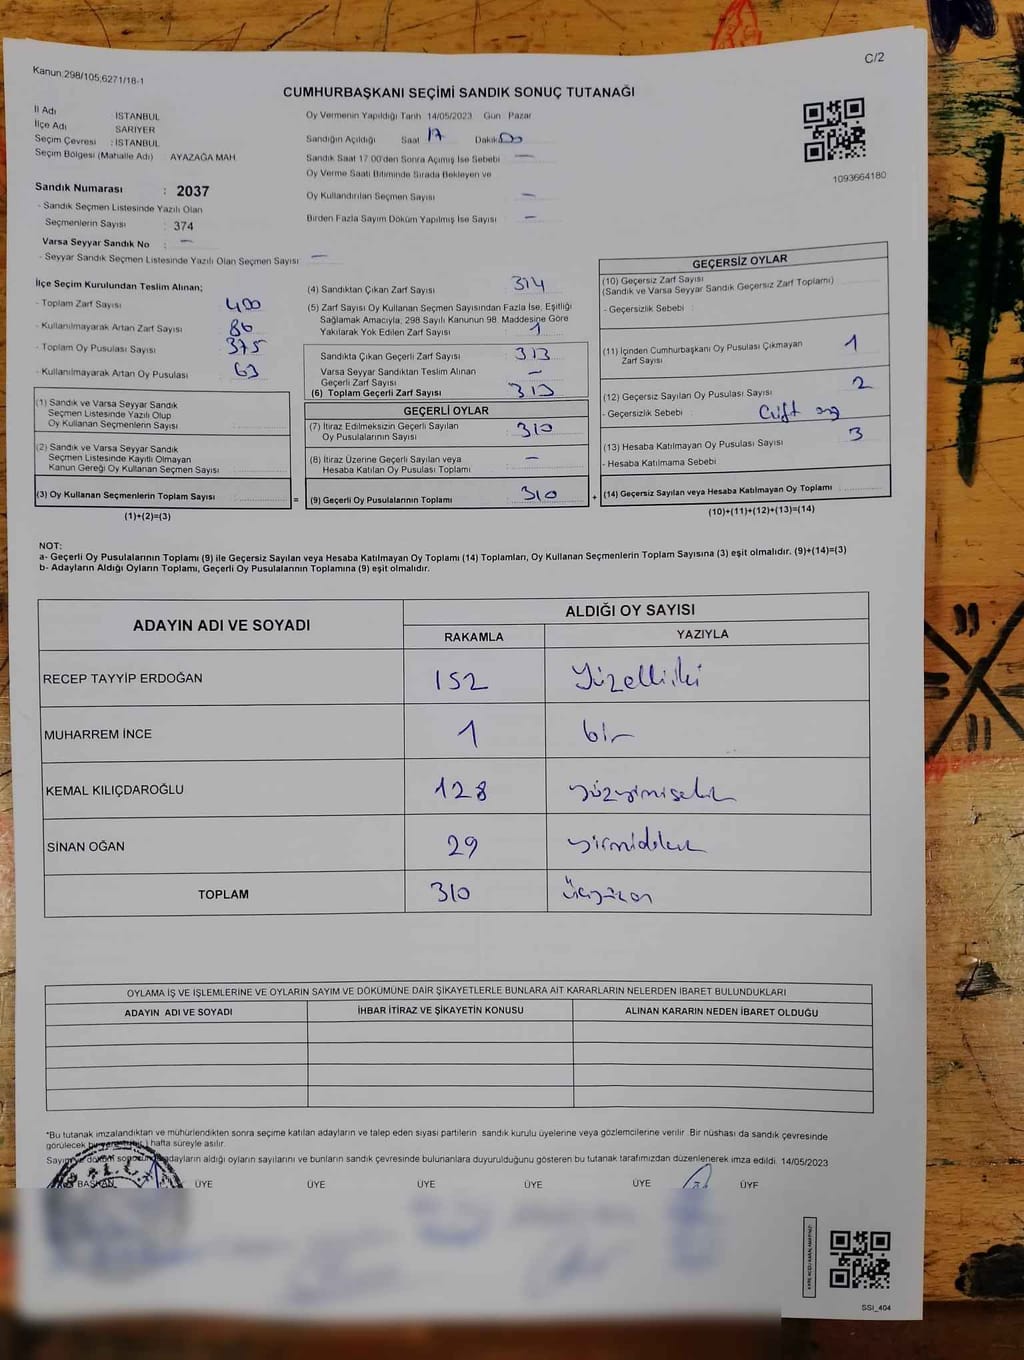 Kanun:298/105,6271/18-1
C/2
CUMHURBAŞKANI SEÇİMİ SANDIK SONUÇ TUTANAĞI
İl Adı İSTANBUL
İlçe Adı SARIYER
Seçim Çevresi : İSTANBUL
Seçim Bölgesi (Mahalle Adı) AYAZAĞA MAH.
Sandık Numarası : 2037
- Sandık Seçmen Listesinde Yazılı Olan
Seçmenlerin Sayısı : 374
Varsa Seyyar Sandık No : —
- Seyyar Sandık Seçmen Listesinde Yazılı Olan Seçmen Sayısı —
Oy Vermenin Yapıldığı Tarih 14/05/2023 Gün Pazar
Sandığın Açıldığı Saat 17 Dakika 00
Sandık Saat 17.00'den Sonra Açılmış İse Sebebi —
Oy Verme Saati Bitiminde Sırada Bekleyen ve
Oy Kullandırılan Seçmen Sayısı —
Birden Fazla Sayım Döküm Yapılmış İse Sayısı —
1093664180
İlçe Seçim Kurulundan Teslim Alınan;
- Toplam Zarf Sayısı 400
- Kullanılmayarak Artan Zarf Sayısı 86
- Toplam Oy Pusulası Sayısı 375
- Kullanılmayarak Artan Oy Pusulası 63
(1) Sandık ve Varsa Seyyar Sandık
Seçmen Listesinde Yazılı Olup
Oy Kullanan Seçmenlerin Sayısı
(2) Sandık ve Varsa Seyyar Sandık
Seçmen Listesinde Kayıtlı Olmayan
Kanun Gereği Oy Kullanan Seçmen Sayısı
(3) Oy Kullanan Seçmenlerin Toplam Sayısı
(1)+(2)=(3)
=
(4) Sandıktan Çıkan Zarf Sayısı 314
(5) Zarf Sayısı Oy Kullanan Seçmen Sayısından Fazla İse, Eşitliği
Sağlamak Amacıyla, 298 Sayılı Kanunun 98. Maddesine Göre
Yakılarak Yok Edilen Zarf Sayısı 1
Sandıkta Çıkan Geçerli Zarf Sayısı 313
Varsa Seyyar Sandıktan Teslim Alınan
Geçerli Zarf Sayısı —
(6) Toplam Geçerli Zarf Sayısı 313
GEÇERLİ OYLAR
(7) İtiraz Edilmeksizin Geçerli Sayılan
Oy Pusulalarının Sayısı 310
(8) İtiraz Üzerine Geçerli Sayılan veya
Hesaba Katılan Oy Pusulası Toplamı —
(9) Geçerli Oy Pusulalarının Toplamı 310
+
GEÇERSİZ OYLAR
(10) Geçersiz Zarf Sayısı
(Sandık ve Varsa Seyyar Sandık Geçersiz Zarf Toplamı)
- Geçersizlik Sebebi :
(11) İçinden Cumhurbaşkanı Oy Pusulası Çıkmayan
Zarf Sayısı 1
(12) Geçersiz Sayılan Oy Pusulası Sayısı 2
- Geçersizlik Sebebi : Çift oy
(13) Hesaba Katılmayan Oy Pusulası Sayısı 3
- Hesaba Katılmama Sebebi
(14) Geçersiz Sayılan veya Hesaba Katılmayan Oy Toplamı
(10)+(11)+(12)+(13)=(14)
NOT:
a- Geçerli Oy Pusulalarının Toplamı (9) ile Geçersiz Sayılan veya Hesaba Katılmayan Oy Toplamı (14) Toplamları, Oy Kullanan Seçmenlerin Toplam Sayısına (3) eşit olmalıdır. (9)+(14)=(3)
b- Adayların Aldığı Oyların Toplamı, Geçerli Oy Pusulalarının Toplamına (9) eşit olmalıdır.
ADAYIN ADI VE SOYADI
ALDIĞI OY SAYISI
RAKAMLA YAZIYLA
RECEP TAYYİP ERDOĞAN 152 Yüzelliiki
MUHARREM İNCE 1 bir
KEMAL KILIÇDAROĞLU 128 yüzyirmisekiz
SİNAN OĞAN 29 yirmidokuz
TOPLAM 310 üçyüzon
OYLAMA İŞ VE İŞLEMLERİNE VE OYLARIN SAYIM VE DÖKÜMÜNE DAİR ŞİKAYETLERLE BUNLARA AİT KARARLARIN NELERDEN İBARET BULUNDUKLARI
ADAYIN ADI VE SOYADI İHBAR İTİRAZ VE ŞİKAYETİN KONUSU ALINAN KARARIN NEDEN İBARET OLDUĞU
*Bu tutanak imzalandıktan ve mühürlendikten sonra seçime katılan adayların ve talep eden siyasi partilerin sandık kurulu üyelerine veya gözlemcilerine verilir. Bir nüshası da sandık çevresinde
görülecek bir yere bir hafta süreyle asılır.
Sayım döküm sonucu adayların aldığı oyların sayılarını ve bunların sandık çevresinde bulunanlara duyurulduğunu gösteren bu tutanak tarafımızdan düzenlenerek imza edildi. 14/05/2023
BAŞKAN ÜYE ÜYE ÜYE ÜYE ÜYE ÜYE
SSI_404